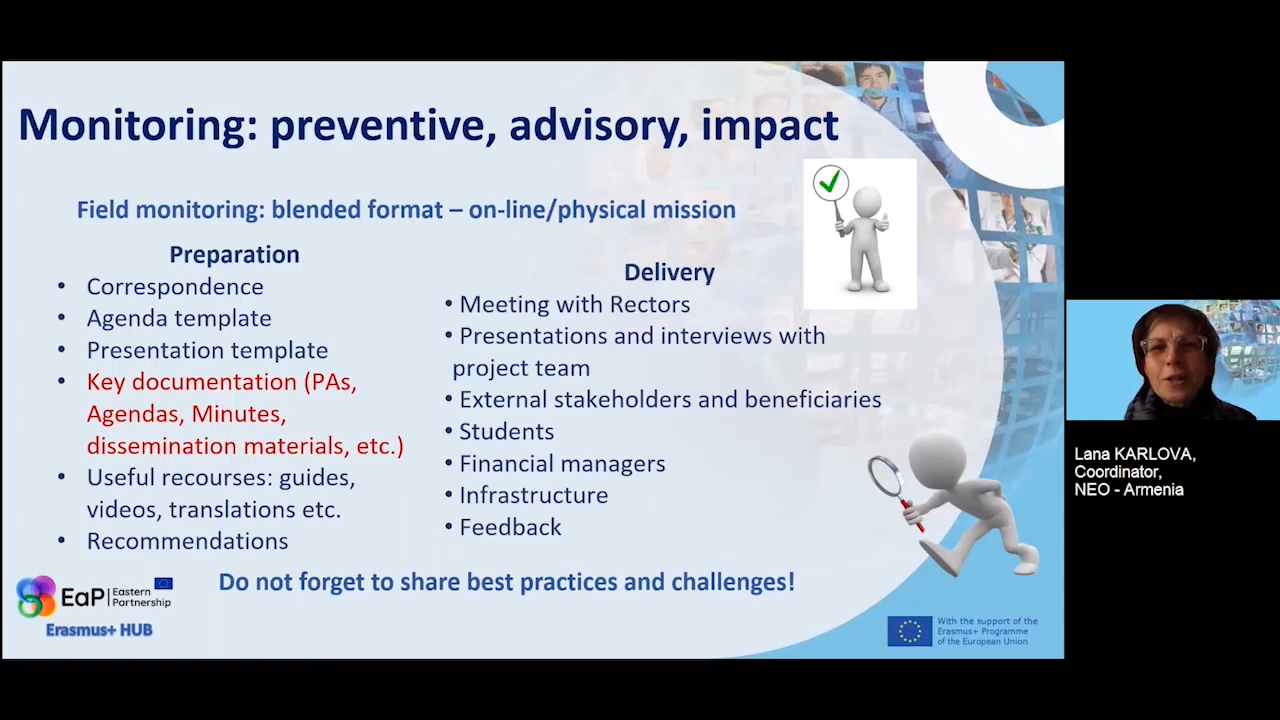 Monitoring: preventive, advisory, impact
Field monitoring: blended format – on-line/physical mission
Preparation
• Correspondence
• Agenda template
• Presentation template
• Key documentation (PAs,
Agendas, Minutes,
dissemination materials, etc.)
• Useful recourses: guides,
videos, translations etc.
• Recommendations
Delivery
• Meeting with Rectors
• Presentations and interviews with
project team
• External stakeholders and beneficiaries
• Students
• Financial managers
• Infrastructure
• Feedback
Do not forget to share best practices and challenges!
EaP
Eastern
Partnership
Erasmus+ HUB
With the support of the
Erasmus+ Programme
of the European Union
Lana KARLOVA,
Coordinator,
NEO - Armenia